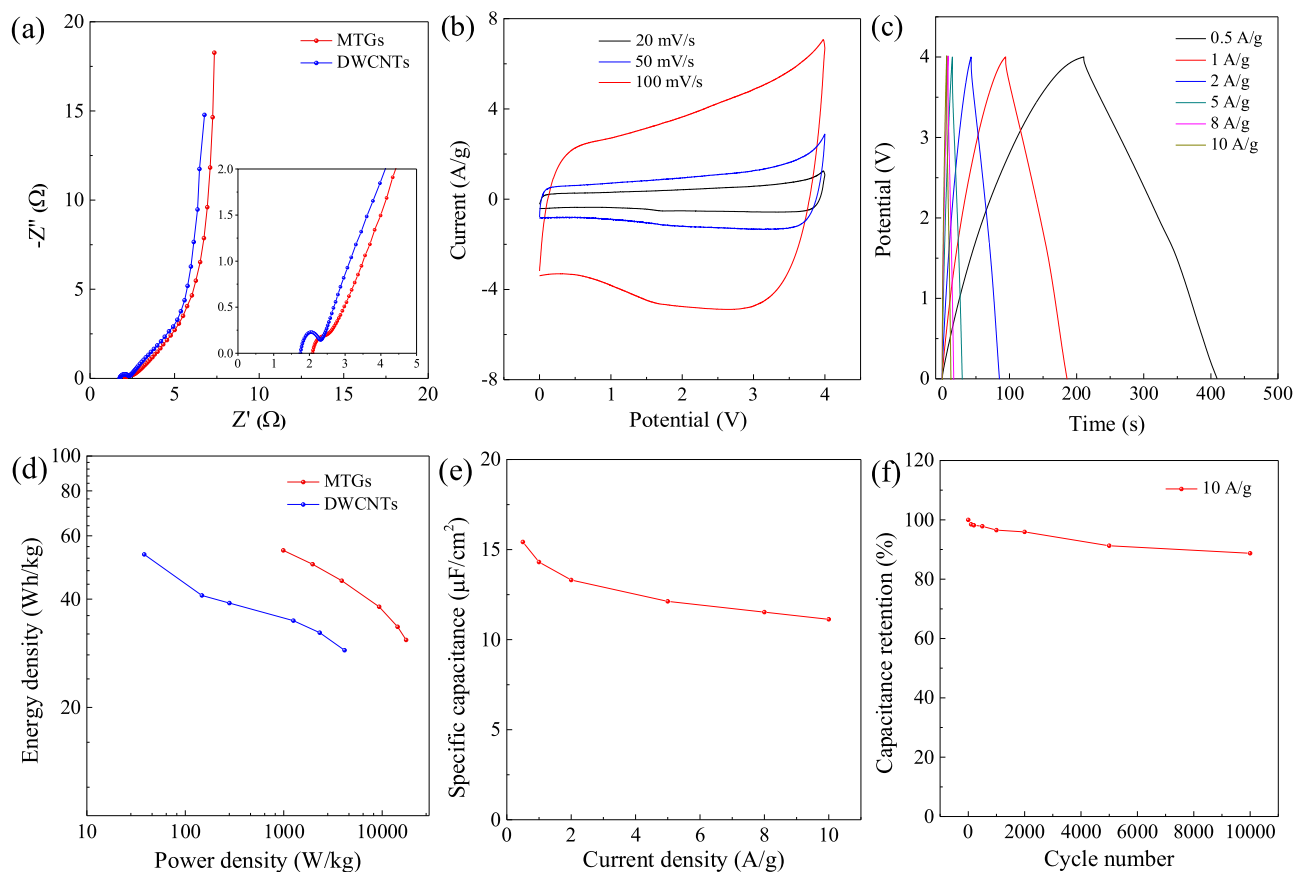 (a)
MTGs
DWCNTs
-Z'' (Ω)
20
15
10
5
0
0
5
10
15
20
Z' (Ω)
2.0
1.5
1.0
0.5
0.0
0
1
2
3
4
5
(b)
20 mV/s
50 mV/s
100 mV/s
Current (A/g)
8
4
0
-4
-8
0
1
2
3
4
Potential (V)
(c)
0.5 A/g
1 A/g
2 A/g
5 A/g
8 A/g
10 A/g
Potential (V)
4
3
2
1
0
0
100
200
300
400
500
Time (s)
(d)
MTGs
DWCNTs
Energy density (Wh/kg)
100
80
60
40
20
10
100
1000
10000
Power density (W/kg)
(e)
Specific capacitance (μF/cm²)
20
15
10
5
0
0
2
4
6
8
10
Current density (A/g)
(f)
10 A/g
Capacitance retention (%)
120
100
80
60
40
20
0
0
2000
4000
6000
8000
10000
Cycle number